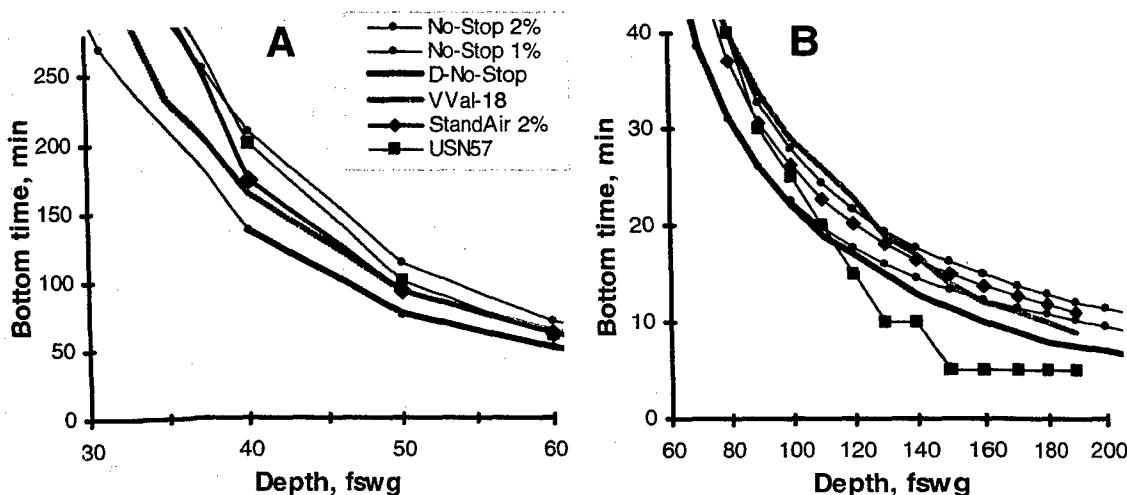 A
B
No-Stop 2%
No-Stop 1%
D-No-Stop
VVal-18
StandAir 2%
USN57
Bottom time, min
250
200
150
100
50
0
30
40
50
60
Depth, fswg
Bottom time, min
40
30
20
10
0
60
80
100
120
140
160
180
200
Depth, fswg